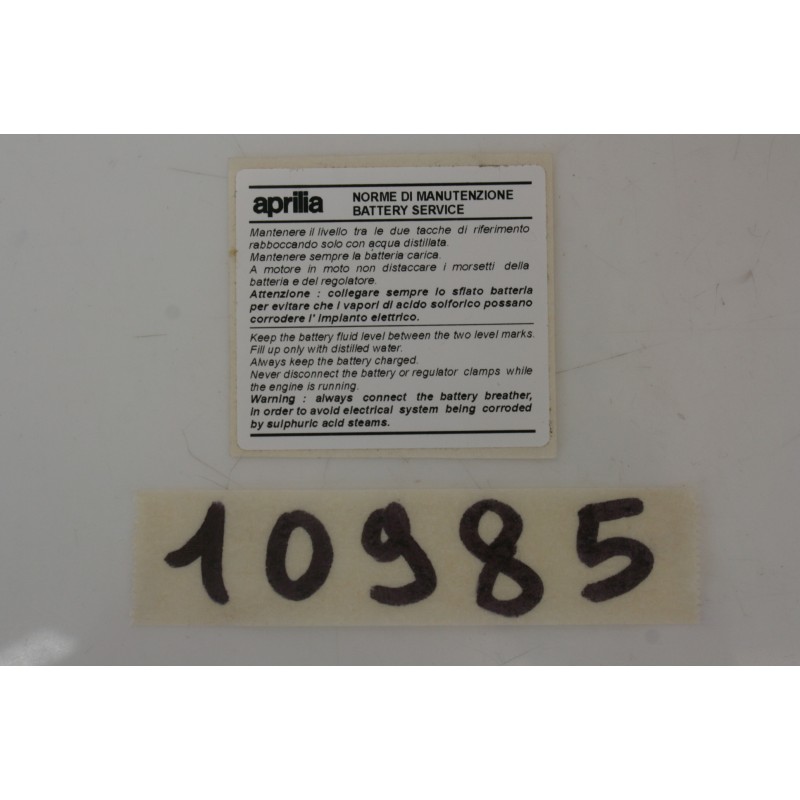 aprilia NORME DI MANUTENZIONE
BATTERY SERVICE
Mantenere il livello tra le due tacche di riferimento
rabboccando solo con acqua distillata.
Mantenere sempre la batteria carica.
A motore in moto non distaccare i morsetti della
batteria e del regolatore.
Attenzione : collegare sempre lo sfiato batteria
per evitare che i vapori di acido solforico possano
corrodere l' impianto elettrico.
Keep the battery fluid level between the two level marks.
Fill up only with distilled water.
Always keep the battery charged.
Never disconnect the battery or regulator clamps while
the engine is running.
Warning : always connect the battery breather,
in order to avoid electrical system being corroded
by sulphuric acid steams.
10985